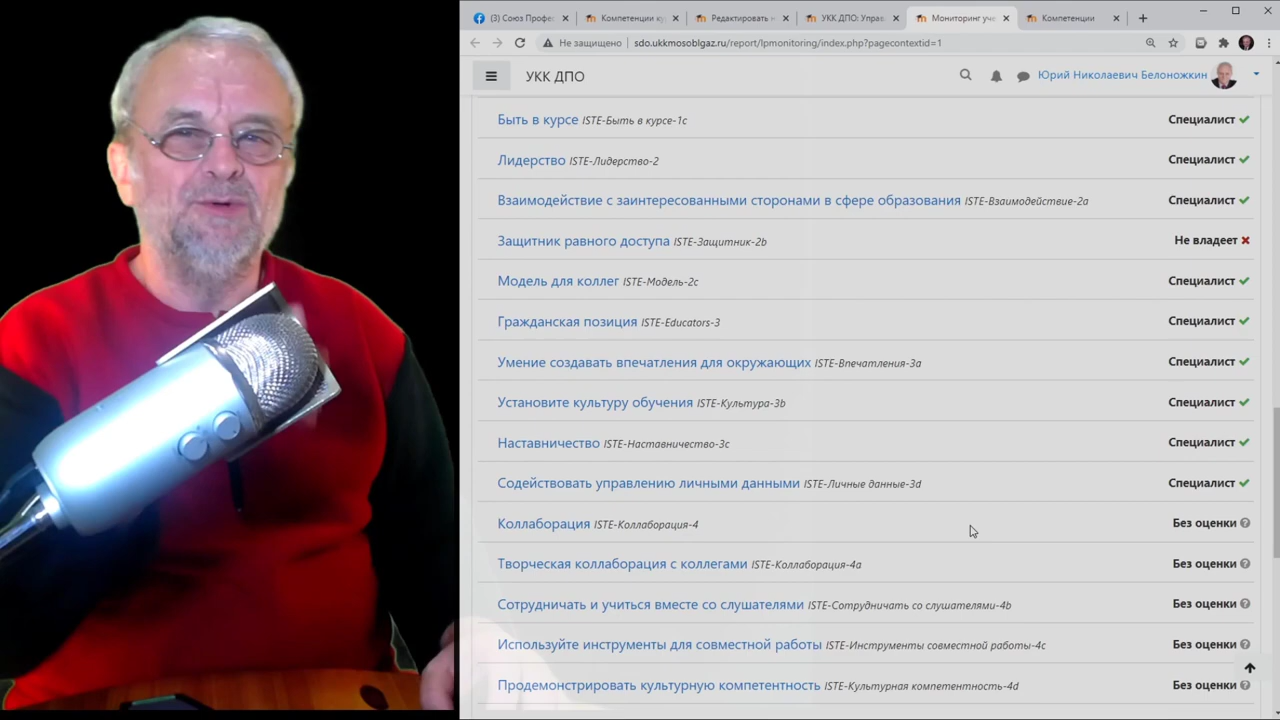 (3) Союз Профес
Компетенции ку
Редактировать н
УКК ДПО: Управ
Мониторинг уче
Компетенции
Не защищено
sdo.ukkmosoblgaz.ru/report/lpmonitoring/index.php?pagecontextid=1
УКК ДПО
Юрий Николаевич Белоножкин
Быть в курсе ISTE-Быть в курсе-1c Специалист
Лидерство ISTE-Лидерство-2 Специалист
Взаимодействие с заинтересованными сторонами в сфере образования ISTE-Взаимодействие-2a Специалист
Защитник равного доступа ISTE-Защитник-2b Не владеет
Модель для коллег ISTE-Модель-2c Специалист
Гражданская позиция ISTE-Educators-3 Специалист
Умение создавать впечатления для окружающих ISTE-Впечатления-3a Специалист
Установите культуру обучения ISTE-Культура-3b Специалист
Наставничество ISTE-Наставничество-3c Специалист
Содействовать управлению личными данными ISTE-Личные данные-3d Специалист
Коллаборация ISTE-Коллаборация-4 Без оценки
Творческая коллаборация с коллегами ISTE-Коллаборация-4a Без оценки
Сотрудничать и учиться вместе со слушателями ISTE-Сотрудничать со слушателями-4b Без оценки
Используйте инструменты для совместной работы ISTE-Инструменты совместной работы-4c Без оценки
Продемонстрировать культурную компетентность ISTE-Культурная компетентность-4d Без оценки